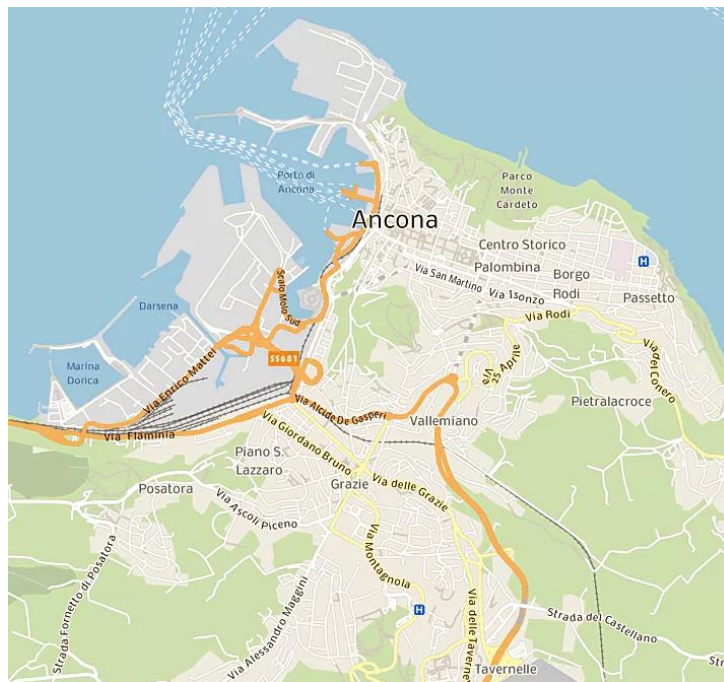 Parco
Monte
Cardeto
Porto di
Ancona
Ancona
Centro Storico
Palombina
H
Via San Martino
Via Isonzo
Borgo
Rodi
Passetto
Scalo Molo Sud
Darsena
Via Rodi
Via del Conero
SS681
Marina
Dorica
Via Enrico Mattei
Via 25 Aprile
Via Alcide De Gasperi
Pietralacroce
Vallemiano
Via Flaminia
Via Giordano Bruno
Piano S.
Lazzaro
Grazie
Via delle Grazie
Posatora
Via Ascoli Piceno
Via Montagnola
Strada Fornetto di Posatora
Via Alessandro Maggini
H
Via delle Taverne
Strada del Castellano
Tavernelle